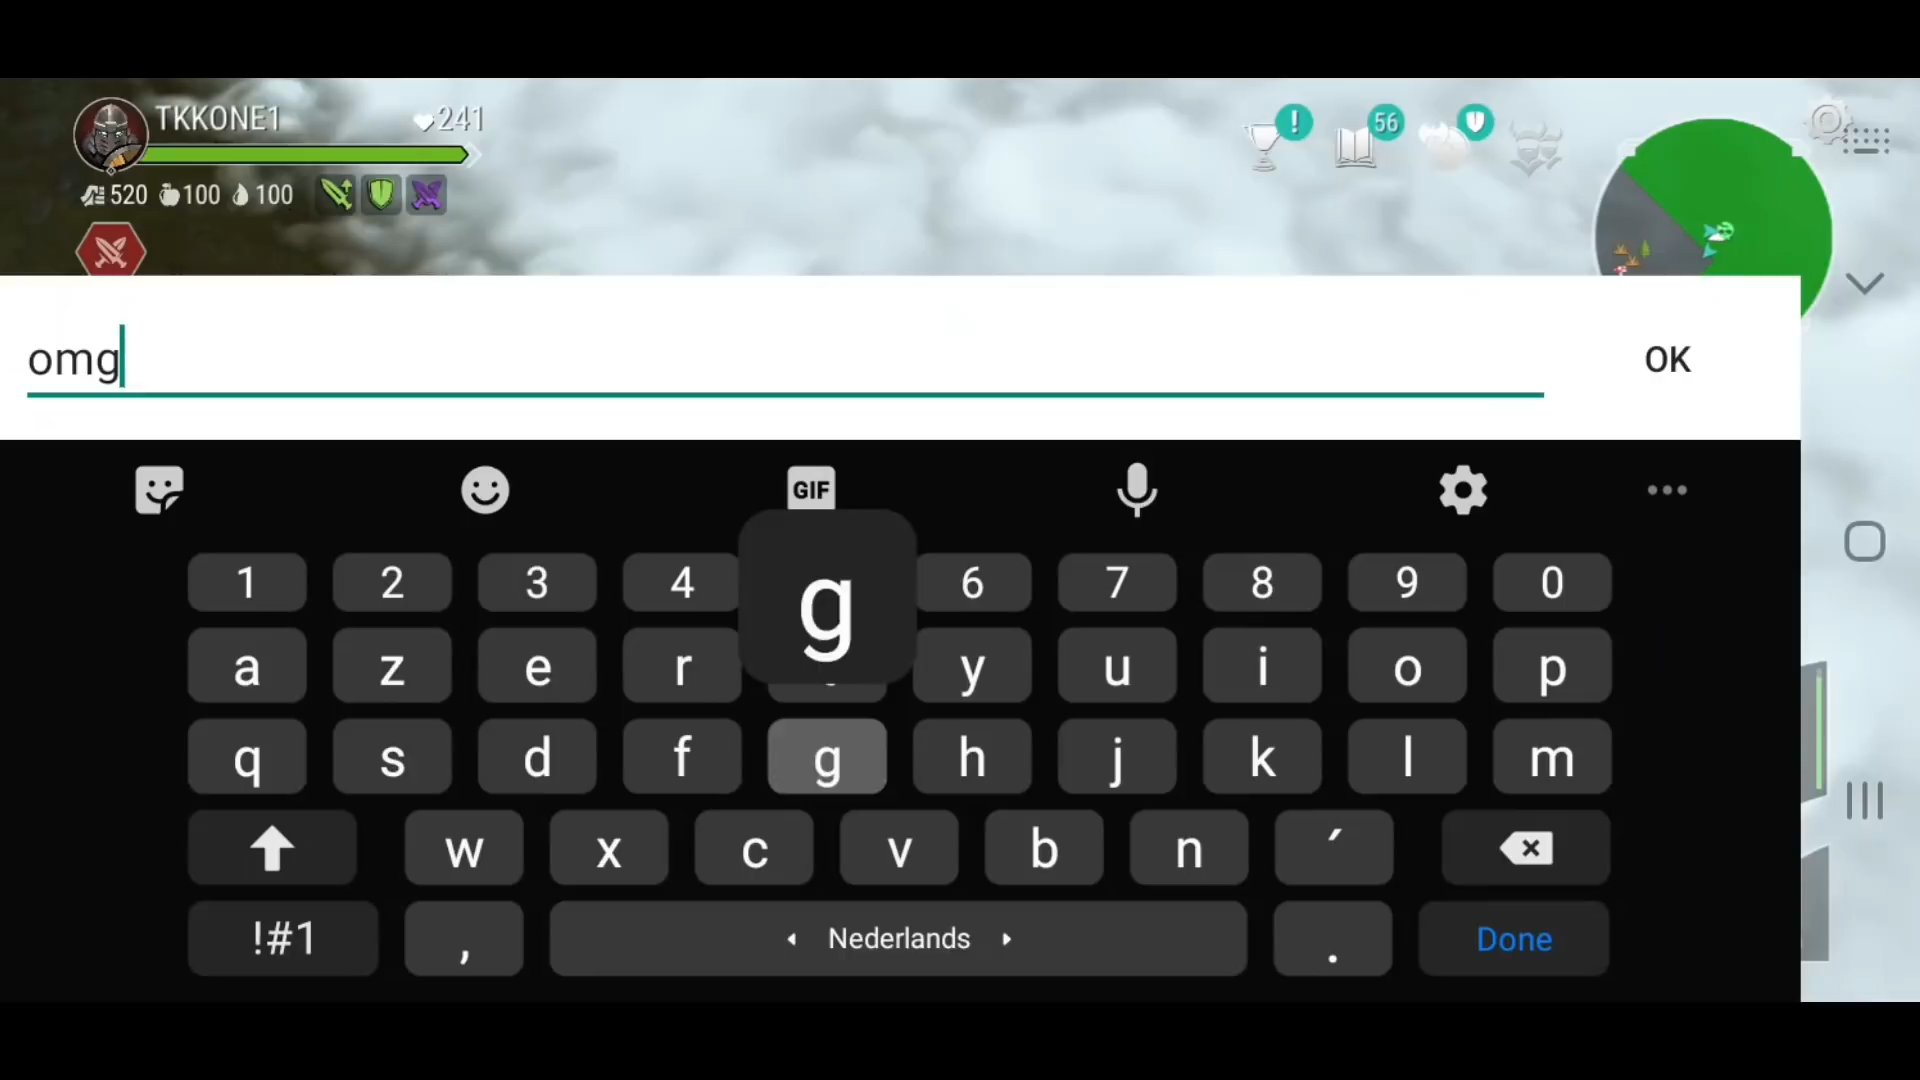 TKKONE1 241
520 100 100
! 56
omg
OK
GIF
g
1 2 3 4 6 7 8 9 0
a z e r y u i o p
q s d f g h j k l m
w x c v b n ´
!#1 , Nederlands . Done